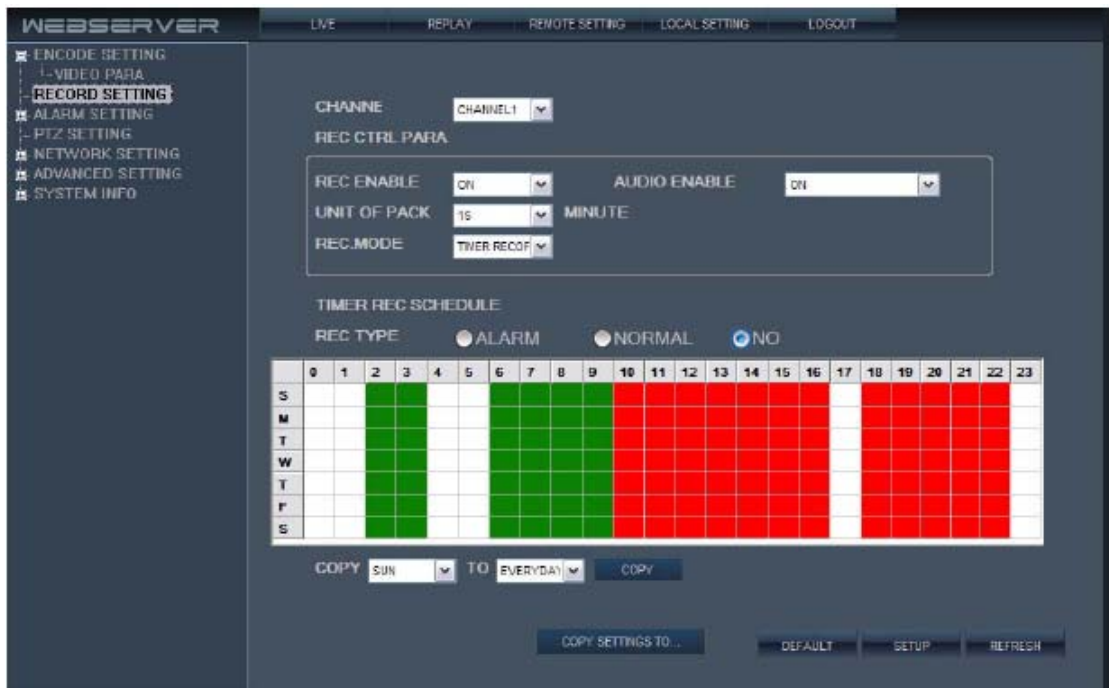 WEBSERVER
LIVE REPLAY REMOTE SETTING LOCAL SETTING LOGOUT
ENCODE SETTING
VIDEO PARA
RECORD SETTING
ALARM SETTING
PTZ SETTING
NETWORK SETTING
ADVANCED SETTING
SYSTEM INFO
CHANNE CHANNEL1
REC CTRL PARA
REC ENABLE ON AUDIO ENABLE ON
UNIT OF PACK 15 MINUTE
REC.MODE TIMER RECOR
TIMER REC SCHEDULE
REC TYPE ALARM NORMAL NO
0 1 2 3 4 5 6 7 8 9 10 11 12 13 14 15 16 17 18 19 20 21 22 23
S
M
T
W
T
F
S
COPY SUN TO EVERYDAY COPY
COPY SETTINGS TO... DEFAULT SETUP REFRESH